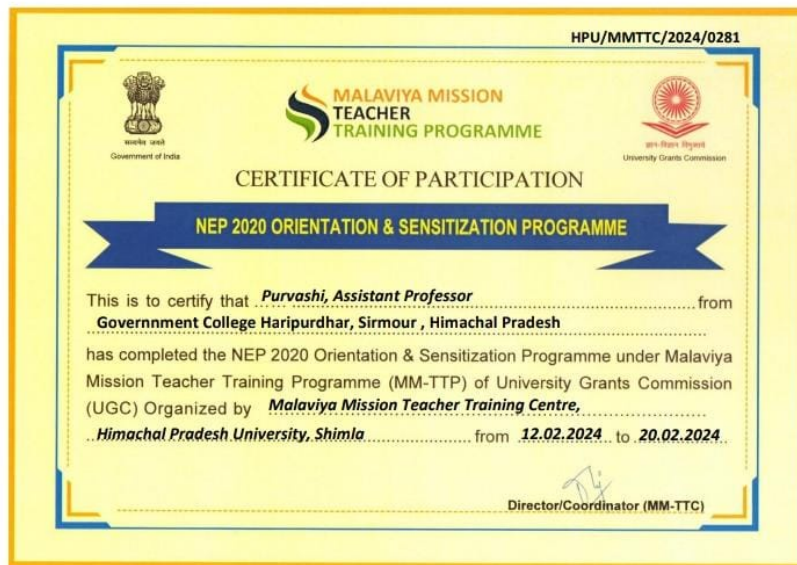 HPU/MMTTC/2024/0281
सत्यमेव जयते
Government of India
MALAVIYA MISSION
TEACHER
TRAINING PROGRAMME
ज्ञान-विज्ञान विमुक्तये
University Grants Commission
CERTIFICATE OF PARTICIPATION
NEP 2020 ORIENTATION & SENSITIZATION PROGRAMME
This is to certify that Purvashi, Assistant Professor from
Governnment College Haripurdhar, Sirmour , Himachal Pradesh
has completed the NEP 2020 Orientation & Sensitization Programme under Malaviya
Mission Teacher Training Programme (MM-TTP) of University Grants Commission
(UGC) Organized by Malaviya Mission Teacher Training Centre,
Himachal Pradesh University, Shimla from 12.02.2024 to 20.02.2024
Director/Coordinator (MM-TTC)